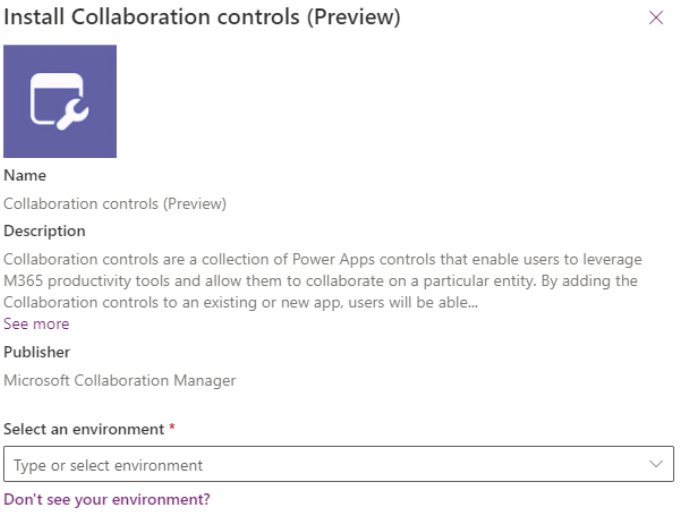 Install Collaboration controls (Preview)
Name
Collaboration controls (Preview)
Description
Collaboration controls are a collection of Power Apps controls that enable users to leverage
M365 productivity tools and allow them to collaborate on a particular entity. By adding the
Collaboration controls to an existing or new app, users will be able...
See more
Publisher
Microsoft Collaboration Manager
Select an environment *
Type or select environment
Don't see your environment?